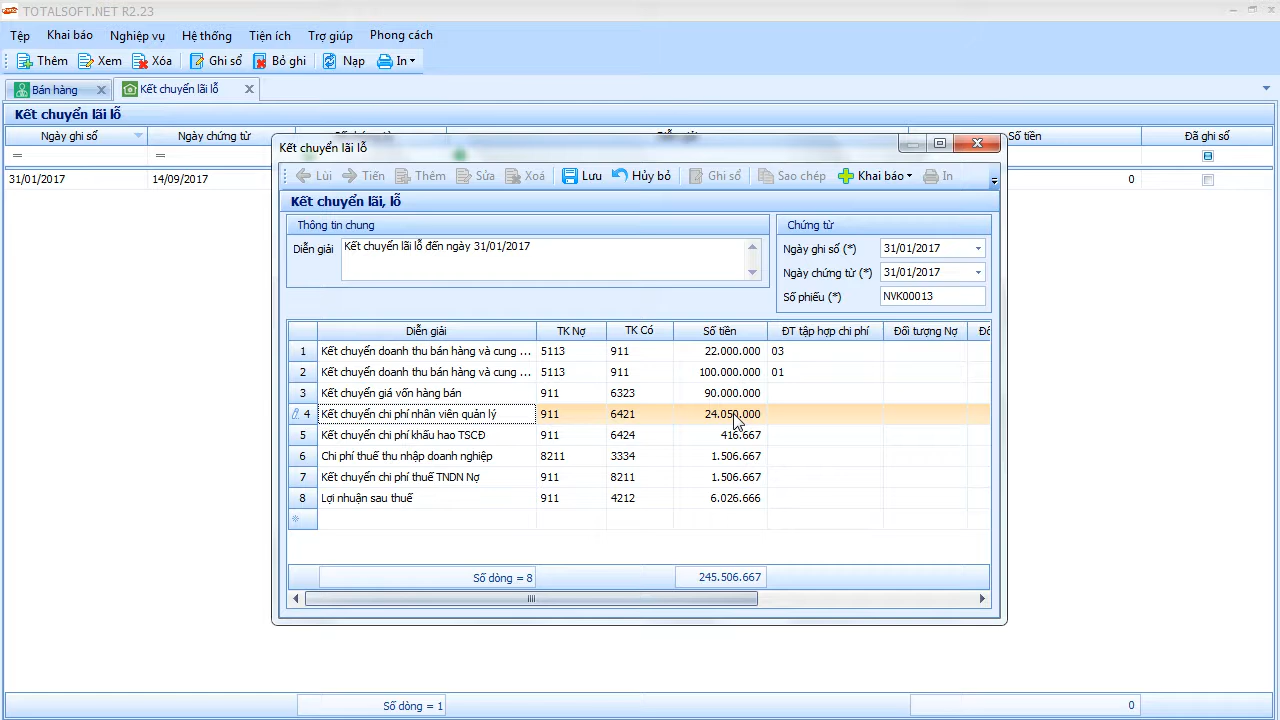 TOTALSOFT.NET R2.23
Tệp Khai báo Nghiệp vụ Hệ thống Tiện ích Trợ giúp Phong cách
Thêm Xem Xóa Ghi sổ Bỏ ghi Nạp In
Bán hàng Kết chuyển lãi lỗ
Kết chuyển lãi lỗ
Ngày ghi sổ Ngày chứng từ Số tiền Đã ghi sổ
= =
31/01/2017 14/09/2017 0
Kết chuyển lãi lỗ
Lùi Tiến Thêm Sửa Xoá Lưu Hủy bỏ Ghi sổ Sao chép Khai báo In
Kết chuyển lãi, lỗ
Thông tin chung Chứng từ
Diễn giải Kết chuyển lãi lỗ đến ngày 31/01/2017
Ngày ghi sổ (*) 31/01/2017
Ngày chứng từ (*) 31/01/2017
Số phiếu (*) NVK00013
Diễn giải TK Nợ TK Có Số tiền ĐT tập hợp chi phí Đối tượng Nợ
1 Kết chuyển doanh thu bán hàng và cung ... 5113 911 22.000.000 03
2 Kết chuyển doanh thu bán hàng và cung ... 5113 911 100.000.000 01
3 Kết chuyển giá vốn hàng bán 911 6323 90.000.000
4 Kết chuyển chi phí nhân viên quản lý 911 6421 24.050.000
5 Kết chuyển chi phí khấu hao TSCĐ 911 6424 416.667
6 Chi phí thuế thu nhập doanh nghiệp 8211 3334 1.506.667
7 Kết chuyển chi phí thuế TNDN Nợ 911 8211 1.506.667
8 Lợi nhuận sau thuế 911 4212 6.026.666
Số dòng = 8 245.506.667
Số dòng = 1 0